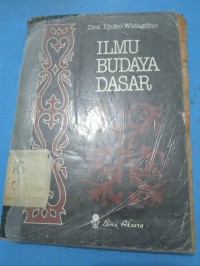 Drs. Djoko Widagdho
ILMU
BUDAYA
DASAR
Bina Aksara